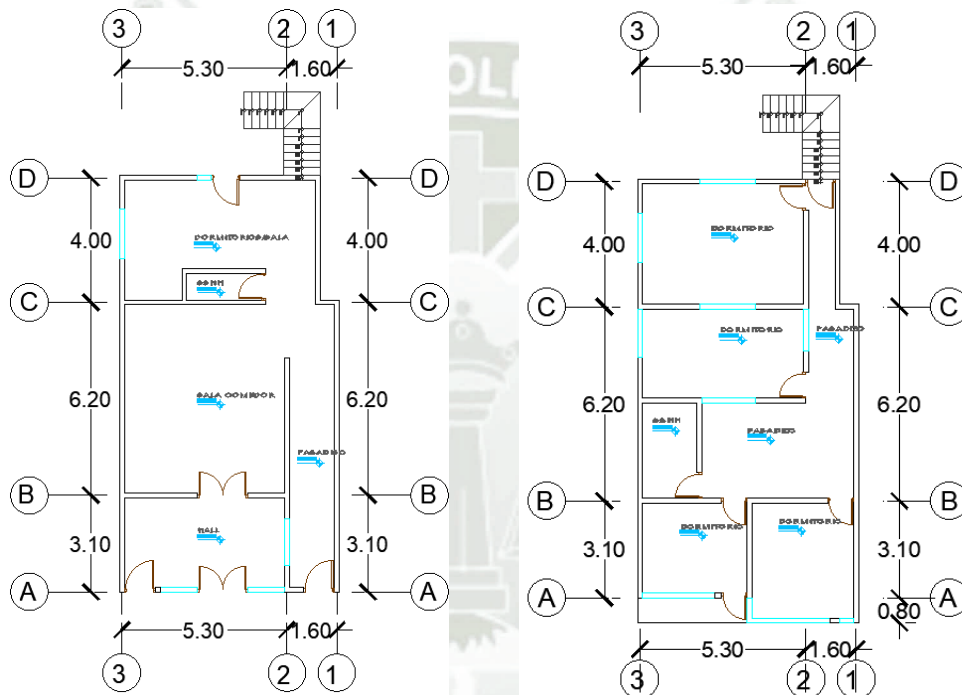 3 2 1
5.30 1.60
D D
4.00 4.00
DORMITORIO/SALA
SSHH
C C
6.20 6.20
SALA COMEDOR
PASADIZO
B B
HALL
3.10 3.10
A A
5.30 1.60
3 2 1
OLI
3 2 1
5.30 1.60
D D
DORMITORIO
4.00 4.00
C C
DORMITORIO PASADIZO
6.20 6.20
SSHH PASADIZO
B B
DORMITORIO DORMITORIO
3.10 3.10
A A
0.80
5.30 1.60
3 2 1